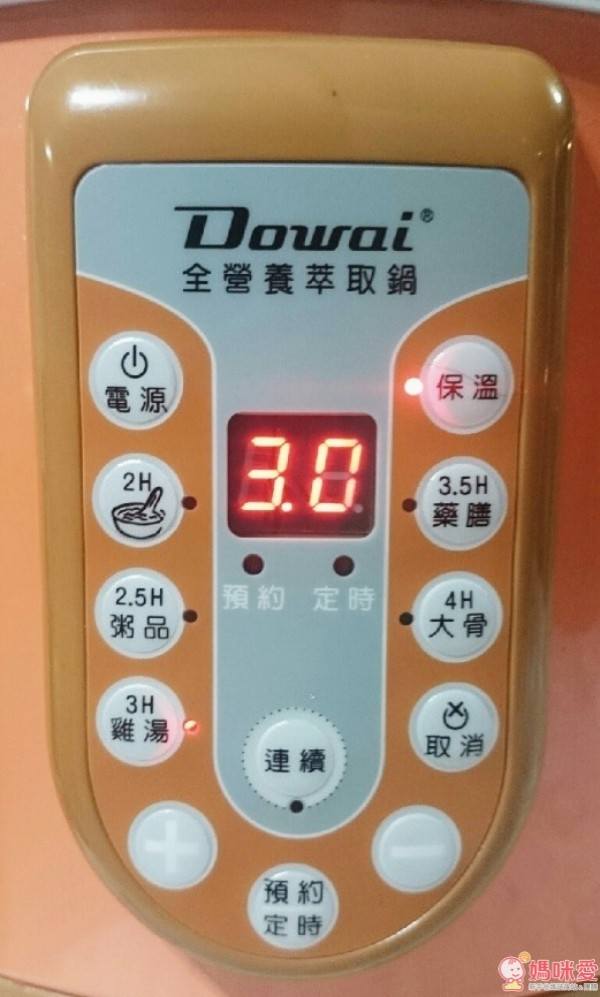 Dowai®
全營養萃取鍋
電源
保溫
2H
3.0
3.5H
藥膳
2.5H
粥品
預約 定時
4H
大骨
3H
雞湯
連續
取消
+
−
預約
定時
媽咪愛